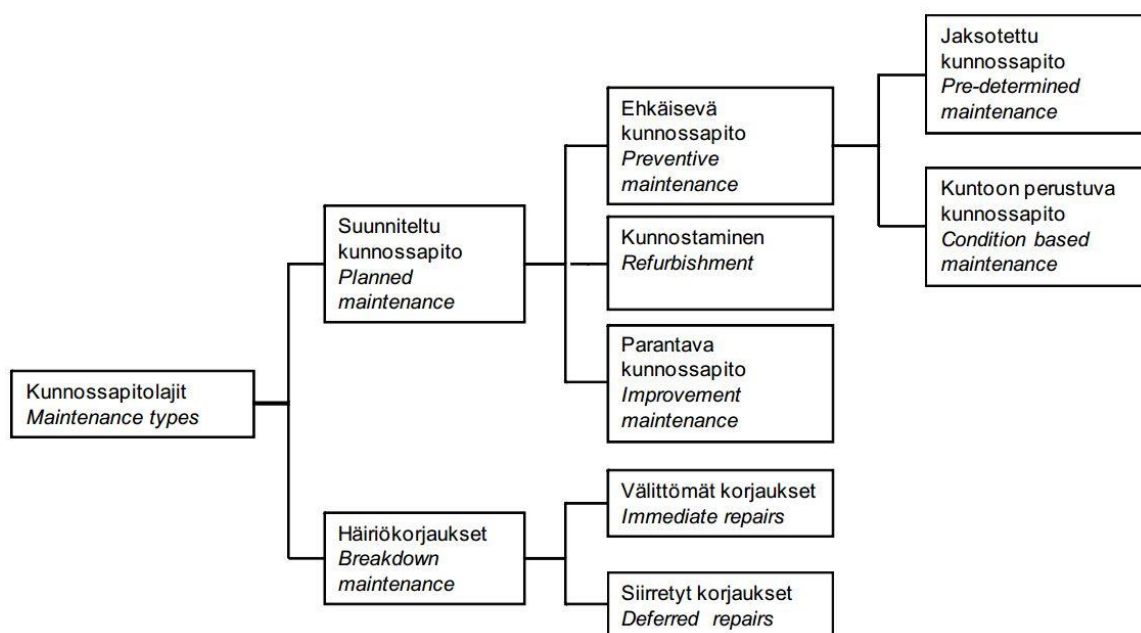 Jaksotettu
kunnossapito
Pre-determined
maintenance
Ehkäisevä
kunnossapito
Preventive
maintenance
Kuntoon perustuva
kunnossapito
Condition based
maintenance
Suunniteltu
kunnossapito
Planned
maintenance
Kunnostaminen
Refurbishment
Parantava
kunnossapito
Improvement
maintenance
Kunnossapitolajit
Maintenance types
Välittömät korjaukset
Immediate repairs
Häiriökorjaukset
Breakdown
maintenance
Siirretyt korjaukset
Deferred repairs